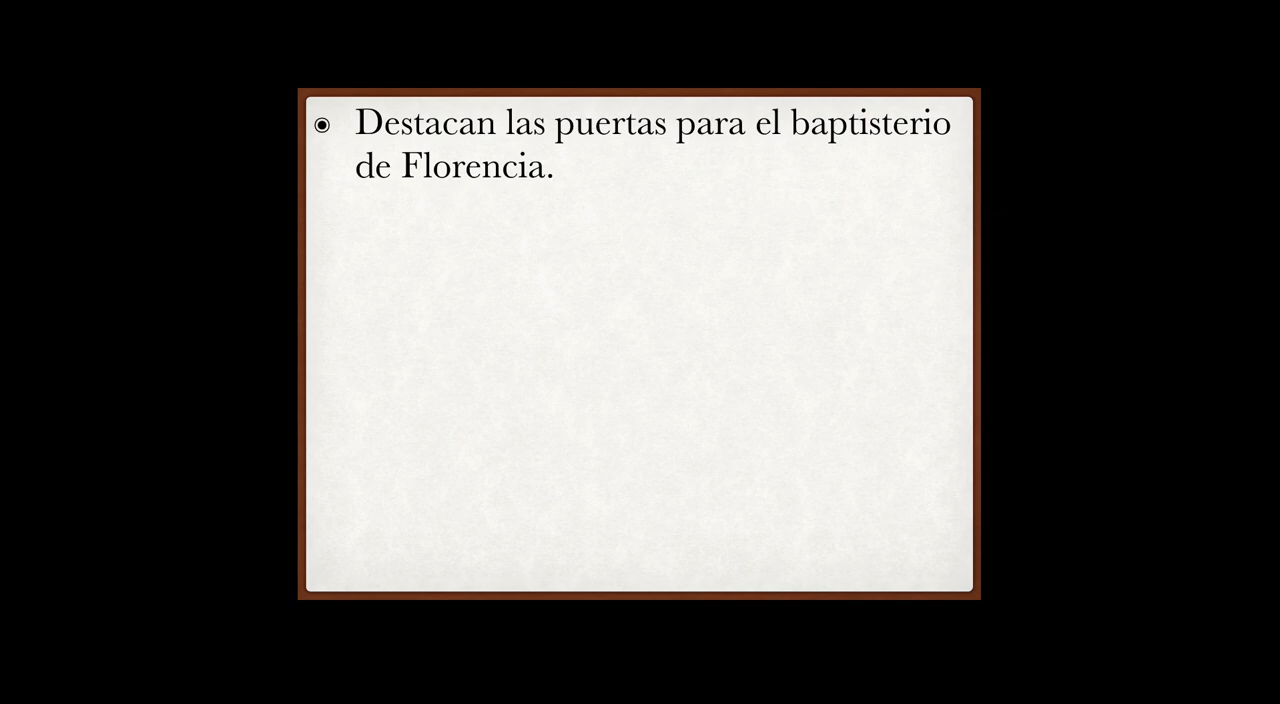 Destacan las puertas para el baptisterio
de Florencia.